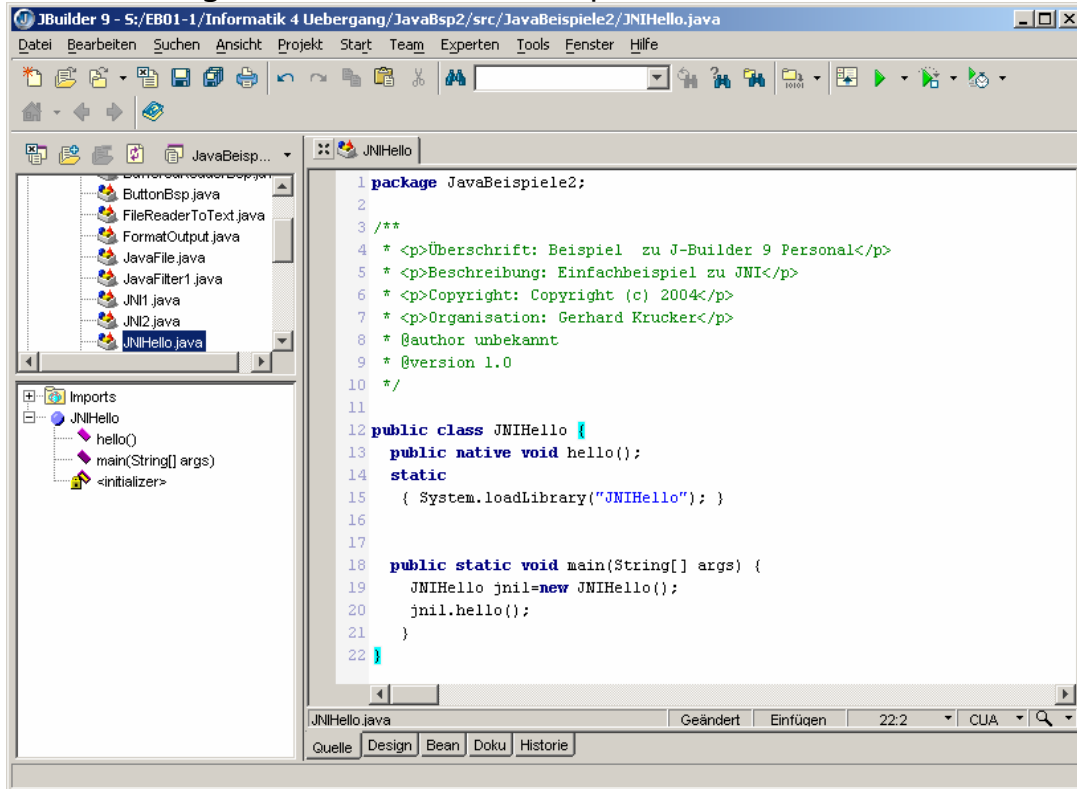 JBuilder 9 - S:/EB01-1/Informatik 4 Uebergang/JavaBsp2/src/JavaBeispiele2/JNIHello.java
Datei Bearbeiten Suchen Ansicht Projekt Start Team Experten Tools Fenster Hilfe
JavaBeisp...
ButtonBsp.java
FileReaderToText.java
FormatOutput.java
JavaFile.java
JavaFilter1.java
JNI1.java
JNI2.java
JNIHello.java
Imports
JNIHello
hello()
main(String[] args)
<initializer>
JNIHello
1 package JavaBeispiele2;
2
3 /**
4 * <p>Überschrift: Beispiel  zu J-Builder 9 Personal</p>
5 * <p>Beschreibung: Einfachbeispiel zu JNI</p>
6 * <p>Copyright: Copyright (c) 2004</p>
7 * <p>Organisation: Gerhard Krucker</p>
8 * @author unbekannt
9 * @version 1.0
10 */
11
12 public class JNIHello {
13 public native void hello();
14 static
15 { System.loadLibrary("JNIHello"); }
16
17
18 public static void main(String[] args) {
19 JNIHello jnil=new JNIHello();
20 jnil.hello();
21 }
22 }
JNIHello.java Geändert Einfügen 22:2 CUA
Quelle Design Bean Doku Historie